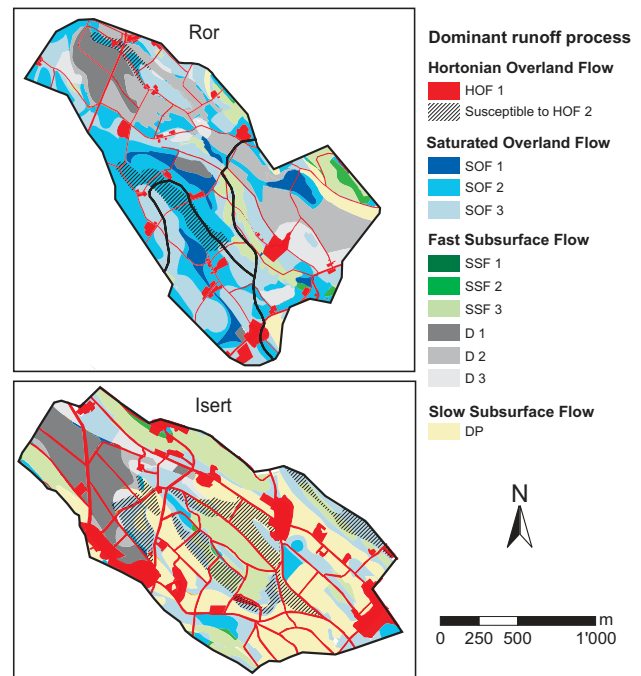 Ror
Isert
Dominant runoff process
Hortonian Overland Flow
HOF 1
Susceptible to HOF 2
Saturated Overland Flow
SOF 1
SOF 2
SOF 3
Fast Subsurface Flow
SSF 1
SSF 2
SSF 3
D 1
D 2
D 3
Slow Subsurface Flow
DP
N
m
0 250 500 1'000